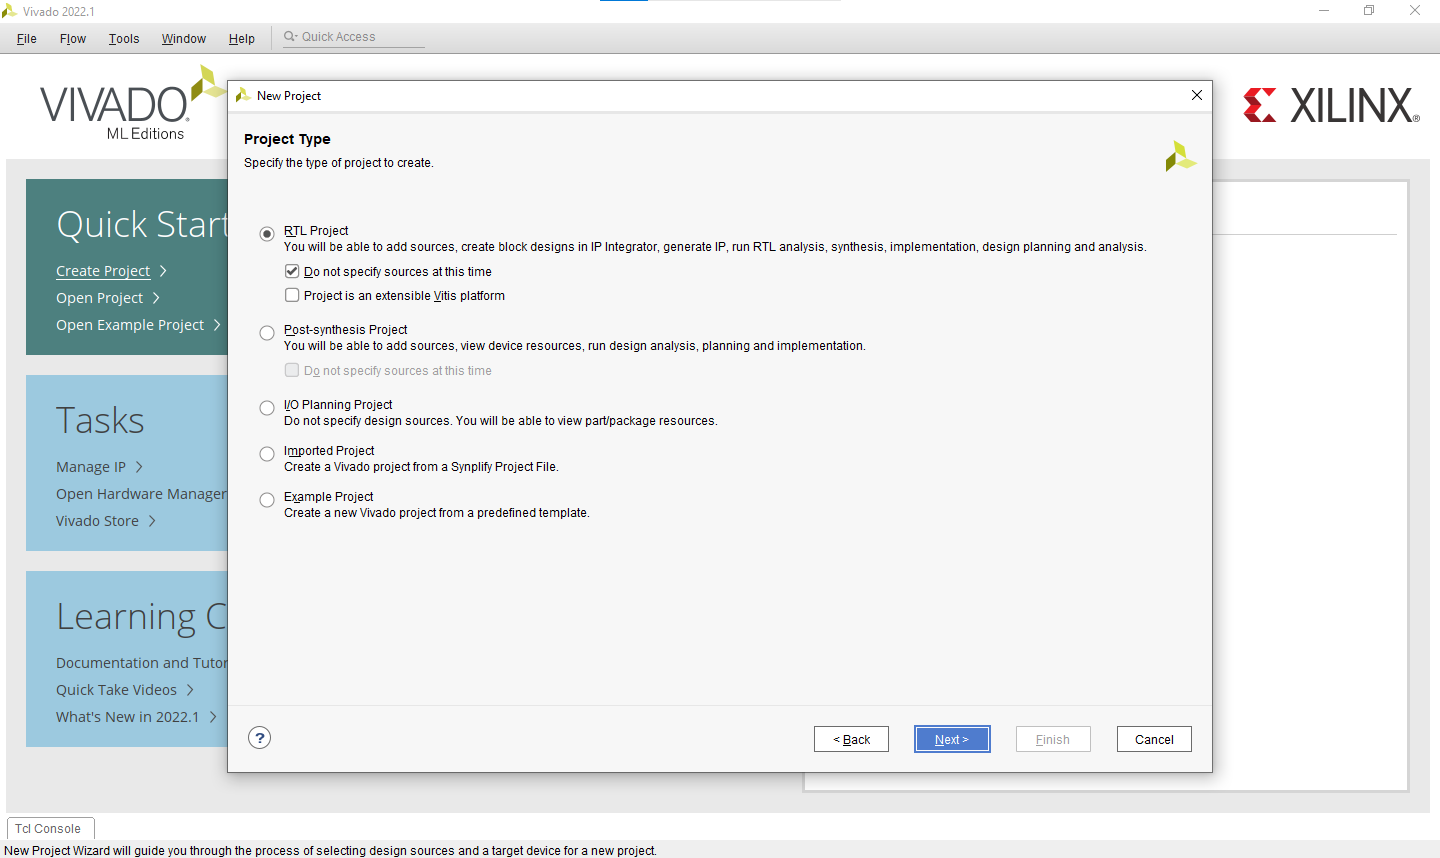 Vivado 2022.1
File Flow Tools Window Help Quick Access
VIVADO®
ML Editions
XILINX®
Quick Start
Create Project
Open Project
Open Example Project
Tasks
Manage IP
Open Hardware Manager
Vivado Store
Learning C
Documentation and Tutor
Quick Take Videos
What's New in 2022.1
New Project
Project Type
Specify the type of project to create.
RTL Project
You will be able to add sources, create block designs in IP Integrator, generate IP, run RTL analysis, synthesis, implementation, design planning and analysis.
Do not specify sources at this time
Project is an extensible Vitis platform
Post-synthesis Project
You will be able to add sources, view device resources, run design analysis, planning and implementation.
Do not specify sources at this time
I/O Planning Project
Do not specify design sources. You will be able to view part/package resources.
Imported Project
Create a Vivado project from a Synplify Project File.
Example Project
Create a new Vivado project from a predefined template.
? < Back Next > Finish Cancel
Tcl Console
New Project Wizard will guide you through the process of selecting design sources and a target device for a new project.